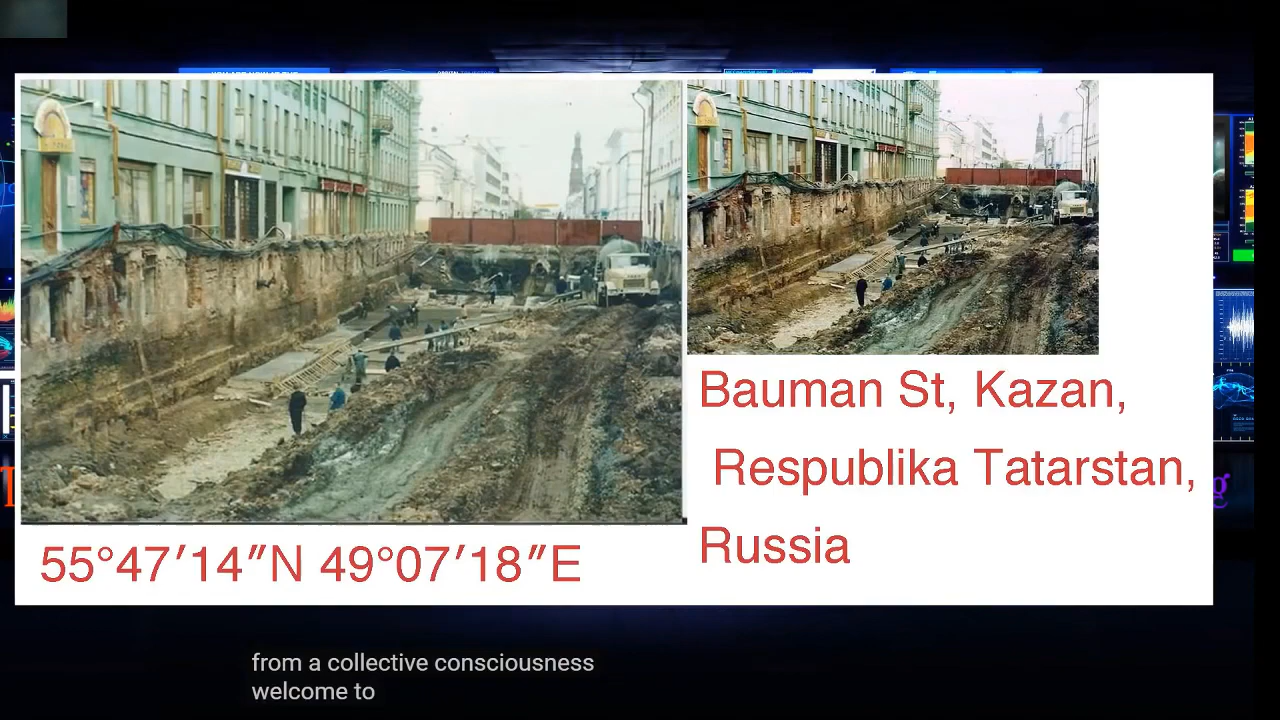 Bauman St, Kazan,
Respublika Tatarstan,
Russia
55°47′14″N 49°07′18″E
from a collective consciousness
welcome to